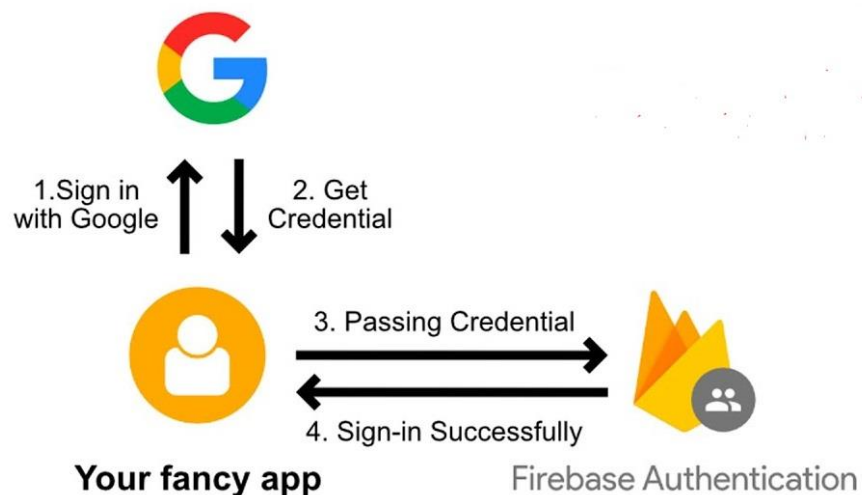 1.Sign in
with Google
2. Get
Credential
3. Passing Credential
4. Sign-in Successfully
Your fancy app
Firebase Authentication